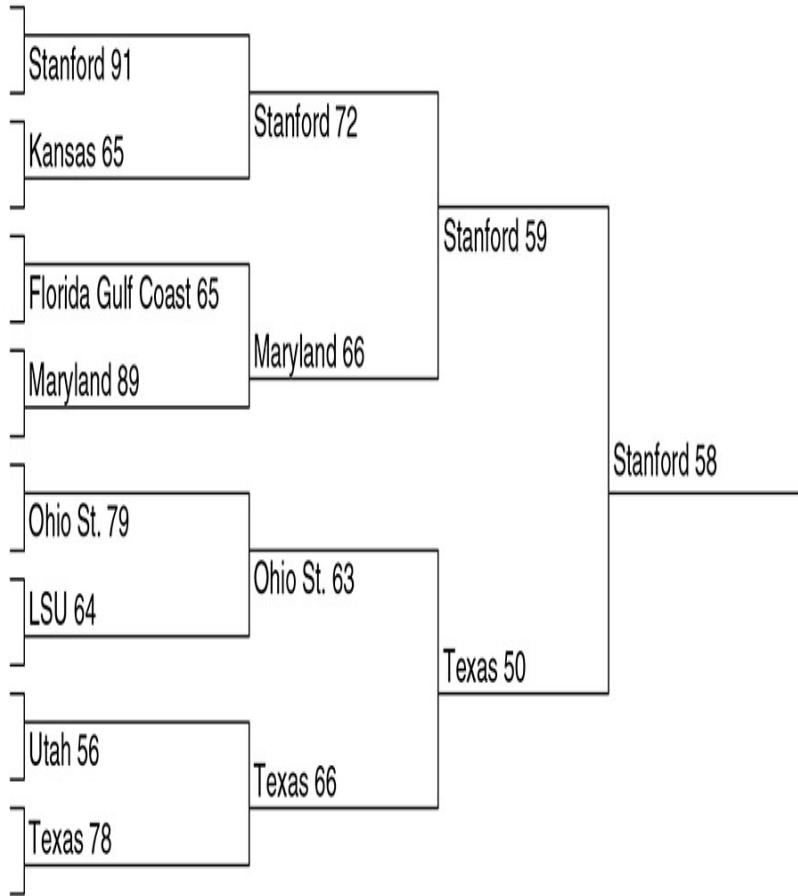 Stanford 91
Kansas 65
Florida Gulf Coast 65
Maryland 89
Ohio St. 79
LSU 64
Utah 56
Texas 78
Stanford 72
Maryland 66
Ohio St. 63
Texas 66
Stanford 59
Texas 50
Stanford 58